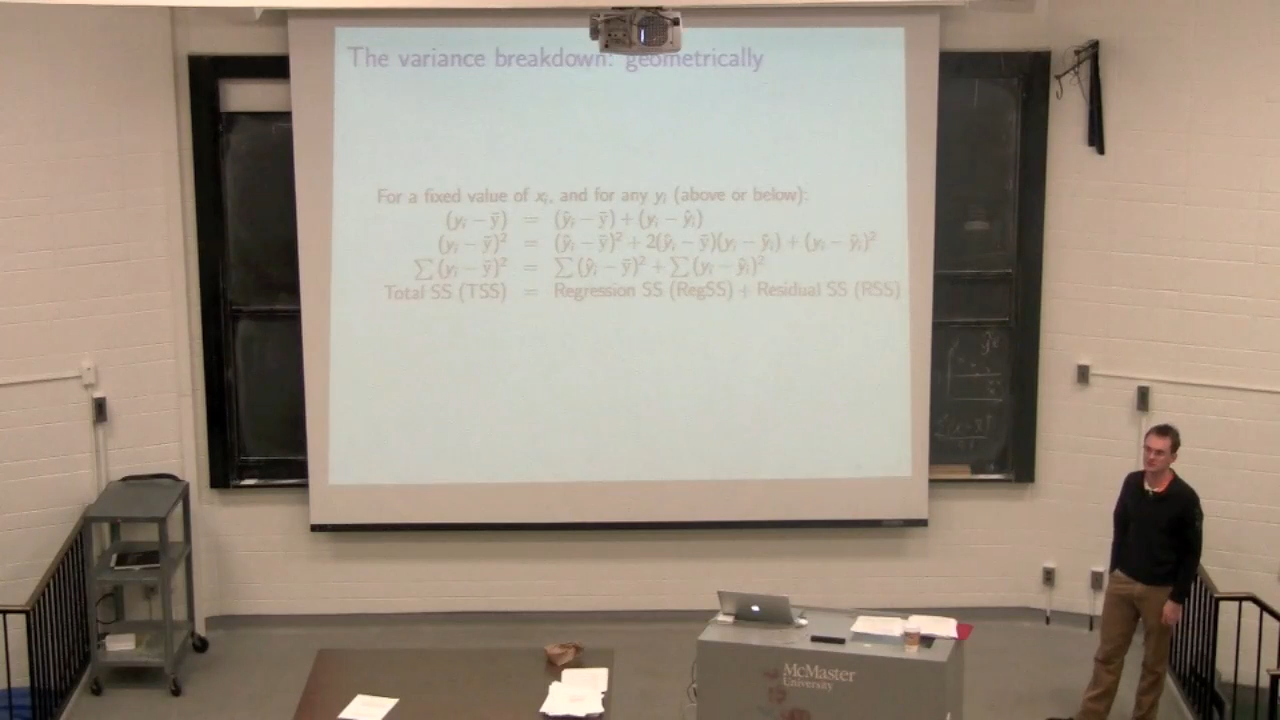 The variance breakdown: geometrically
For a fixed value of xᵢ, and for any yᵢ (above or below):
(yᵢ − ȳ) = (ŷᵢ − ȳ) + (yᵢ − ŷᵢ)
(yᵢ − ȳ)² = (ŷᵢ − ȳ)² + 2(ŷᵢ − ȳ)(yᵢ − ŷᵢ) + (yᵢ − ŷᵢ)²
∑(yᵢ − ȳ)² = ∑(ŷᵢ − ȳ)² + ∑(yᵢ − ŷᵢ)²
Total SS (TSS) = Regression SS (RegSS) + Residual SS (RSS)
McMaster
University